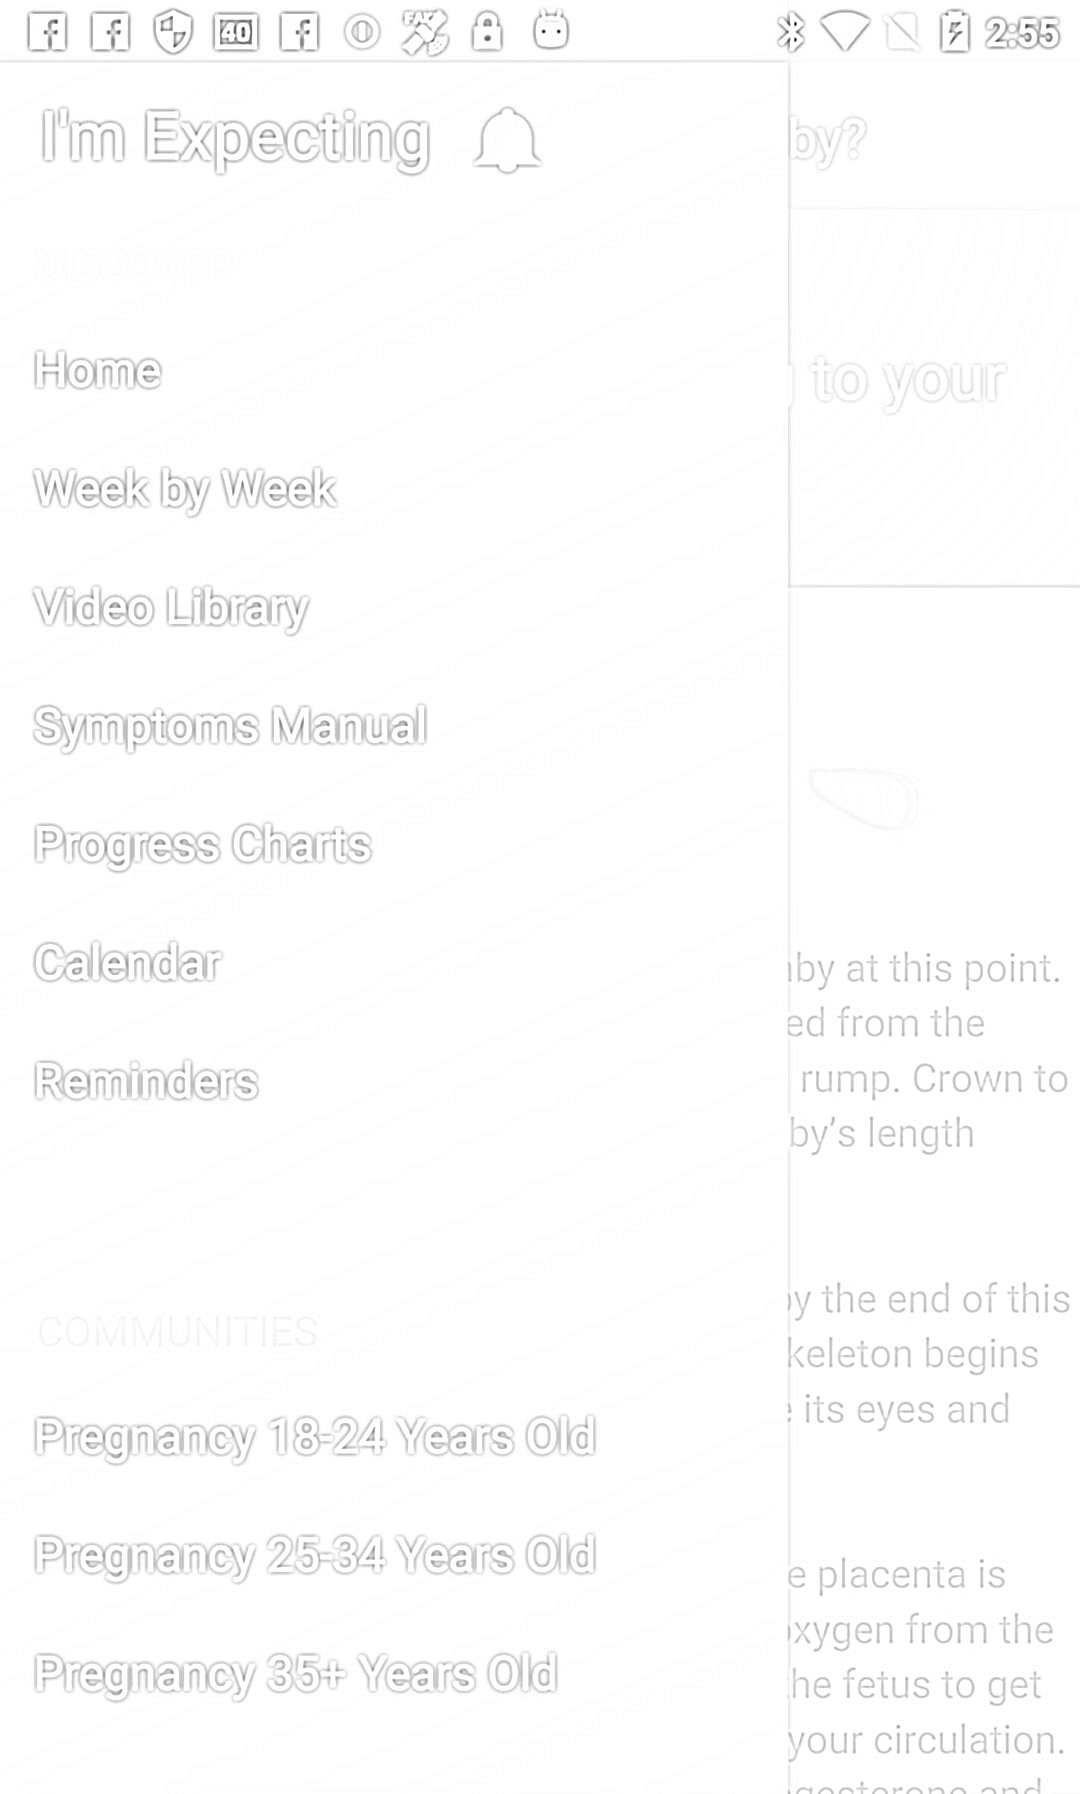 40 2:55
I'm Expecting
by?
DISCOVER
to your
Home
Week by Week
Video Library
Symptoms Manual
Progress Charts
Calendar
Reminders
by at this point.
ed from the
rump. Crown to
by's length
COMMUNITIES
Pregnancy 18-24 Years Old
Pregnancy 25-34 Years Old
Pregnancy 35+ Years Old
y the end of this
keleton begins
its eyes and
e placenta is
oxygen from the
he fetus to get
your circulation.
gesterone and